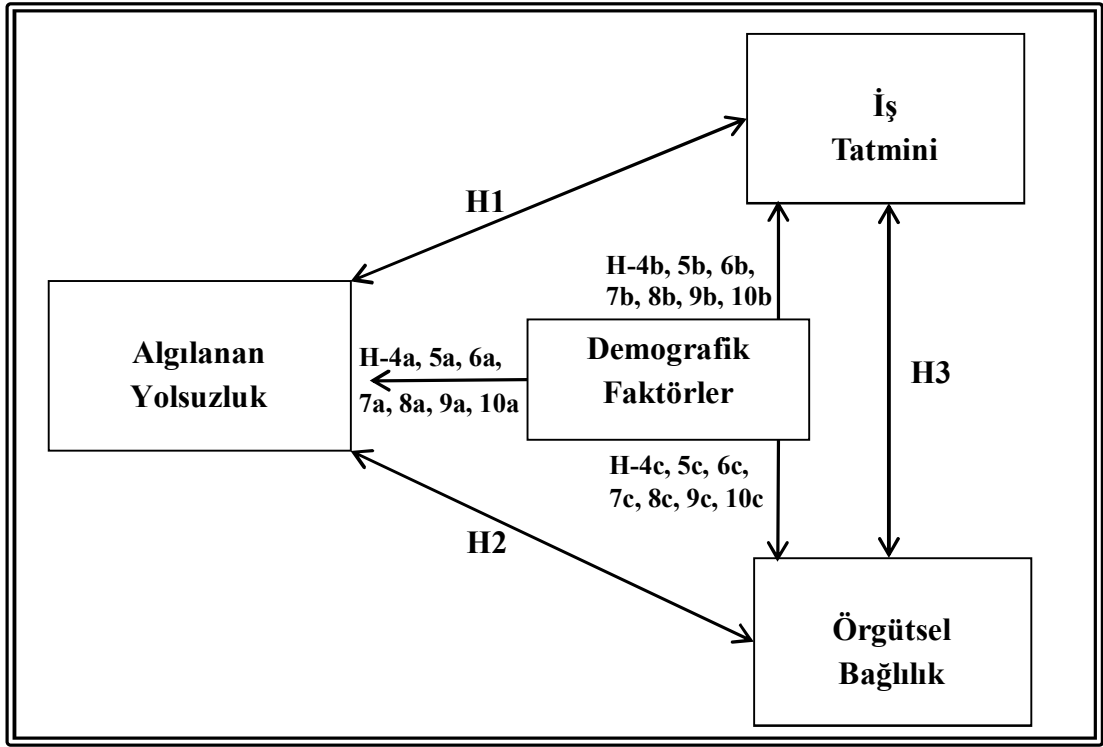 İş
Tatmini
H1
H-4b, 5b, 6b,
7b, 8b, 9b, 10b
Algılanan
Yolsuzluk
H-4a, 5a, 6a,
7a, 8a, 9a, 10a
Demografik
Faktörler
H3
H-4c, 5c, 6c,
7c, 8c, 9c, 10c
H2
Örgütsel
Bağlılık